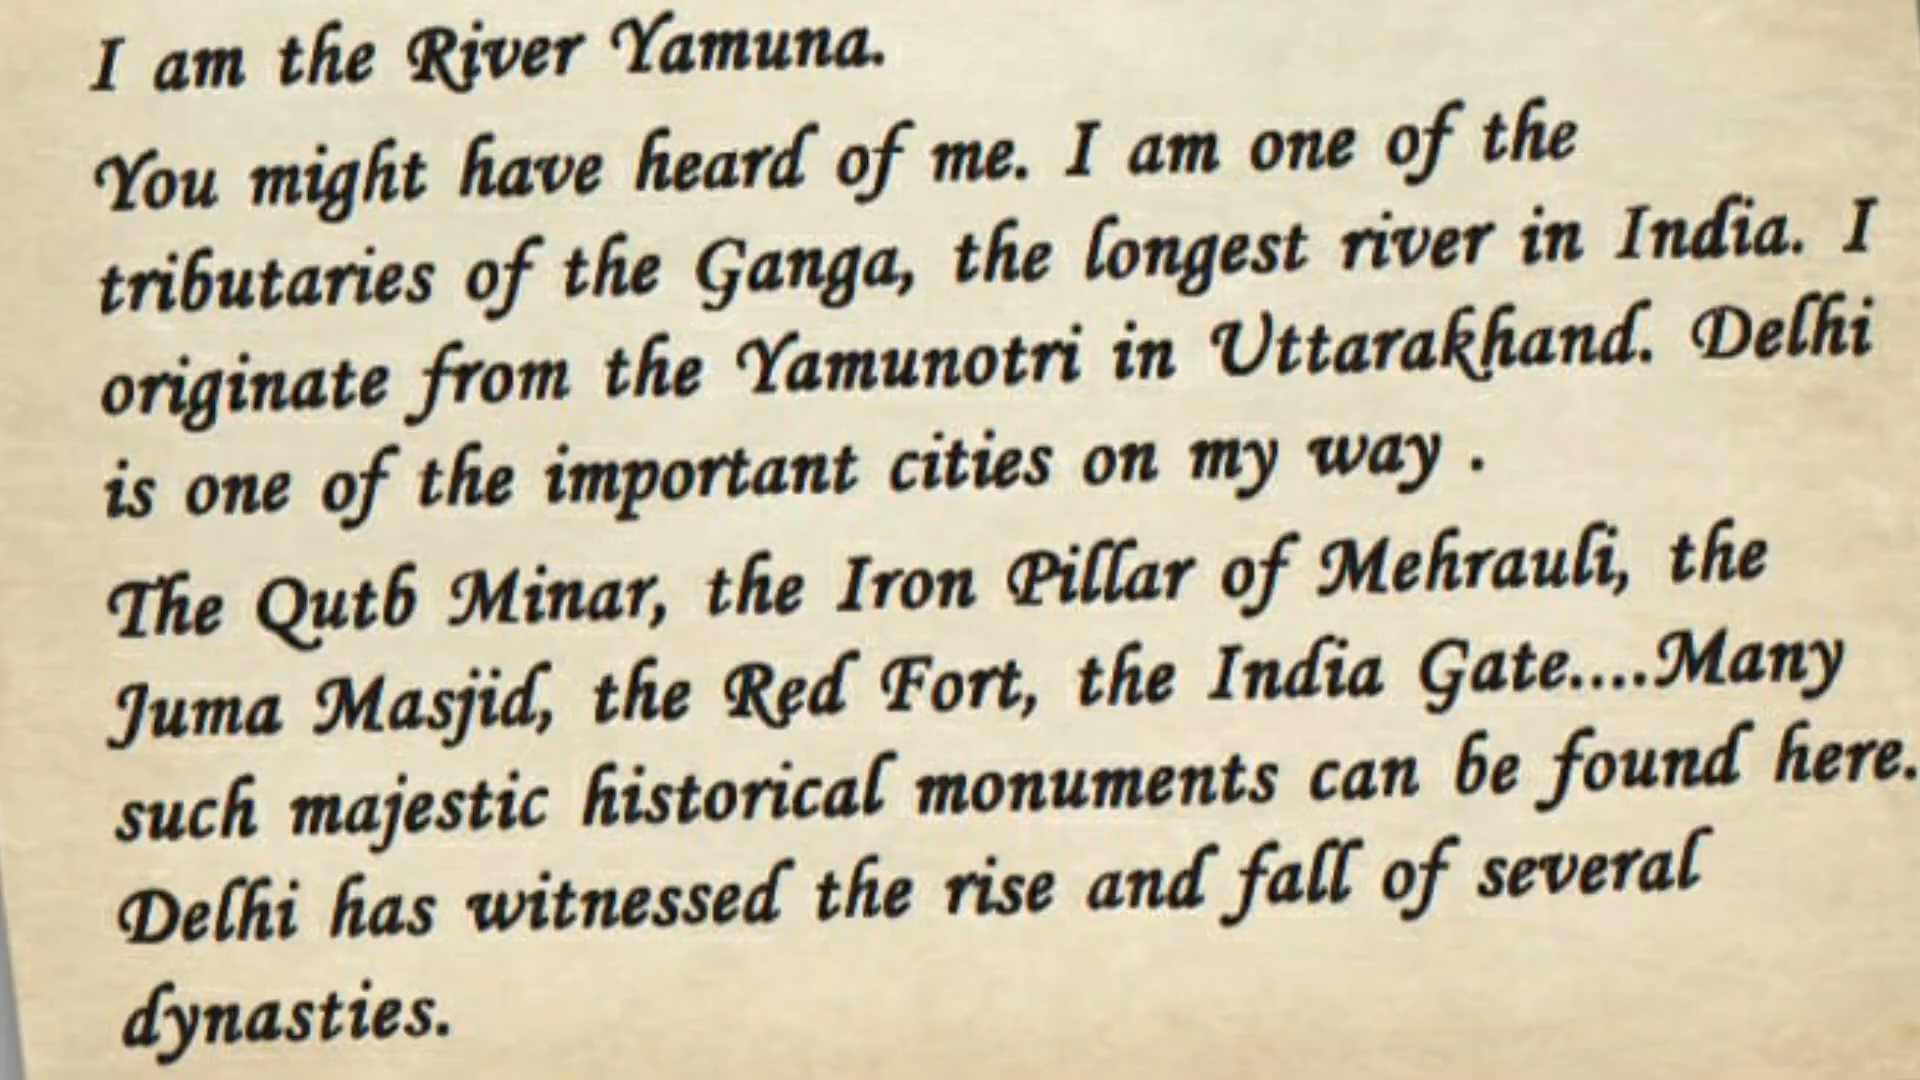 I am the River Yamuna.
You might have heard of me. I am one of the
tributaries of the Ganga, the longest river in India. I
originate from the Yamunotri in Uttarakhand. Delhi
is one of the important cities on my way .
The Qutb Minar, the Iron Pillar of Mehrauli, the
Juma Masjid, the Red Fort, the India Gate....Many
such majestic historical monuments can be found here.
Delhi has witnessed the rise and fall of several
dynasties.